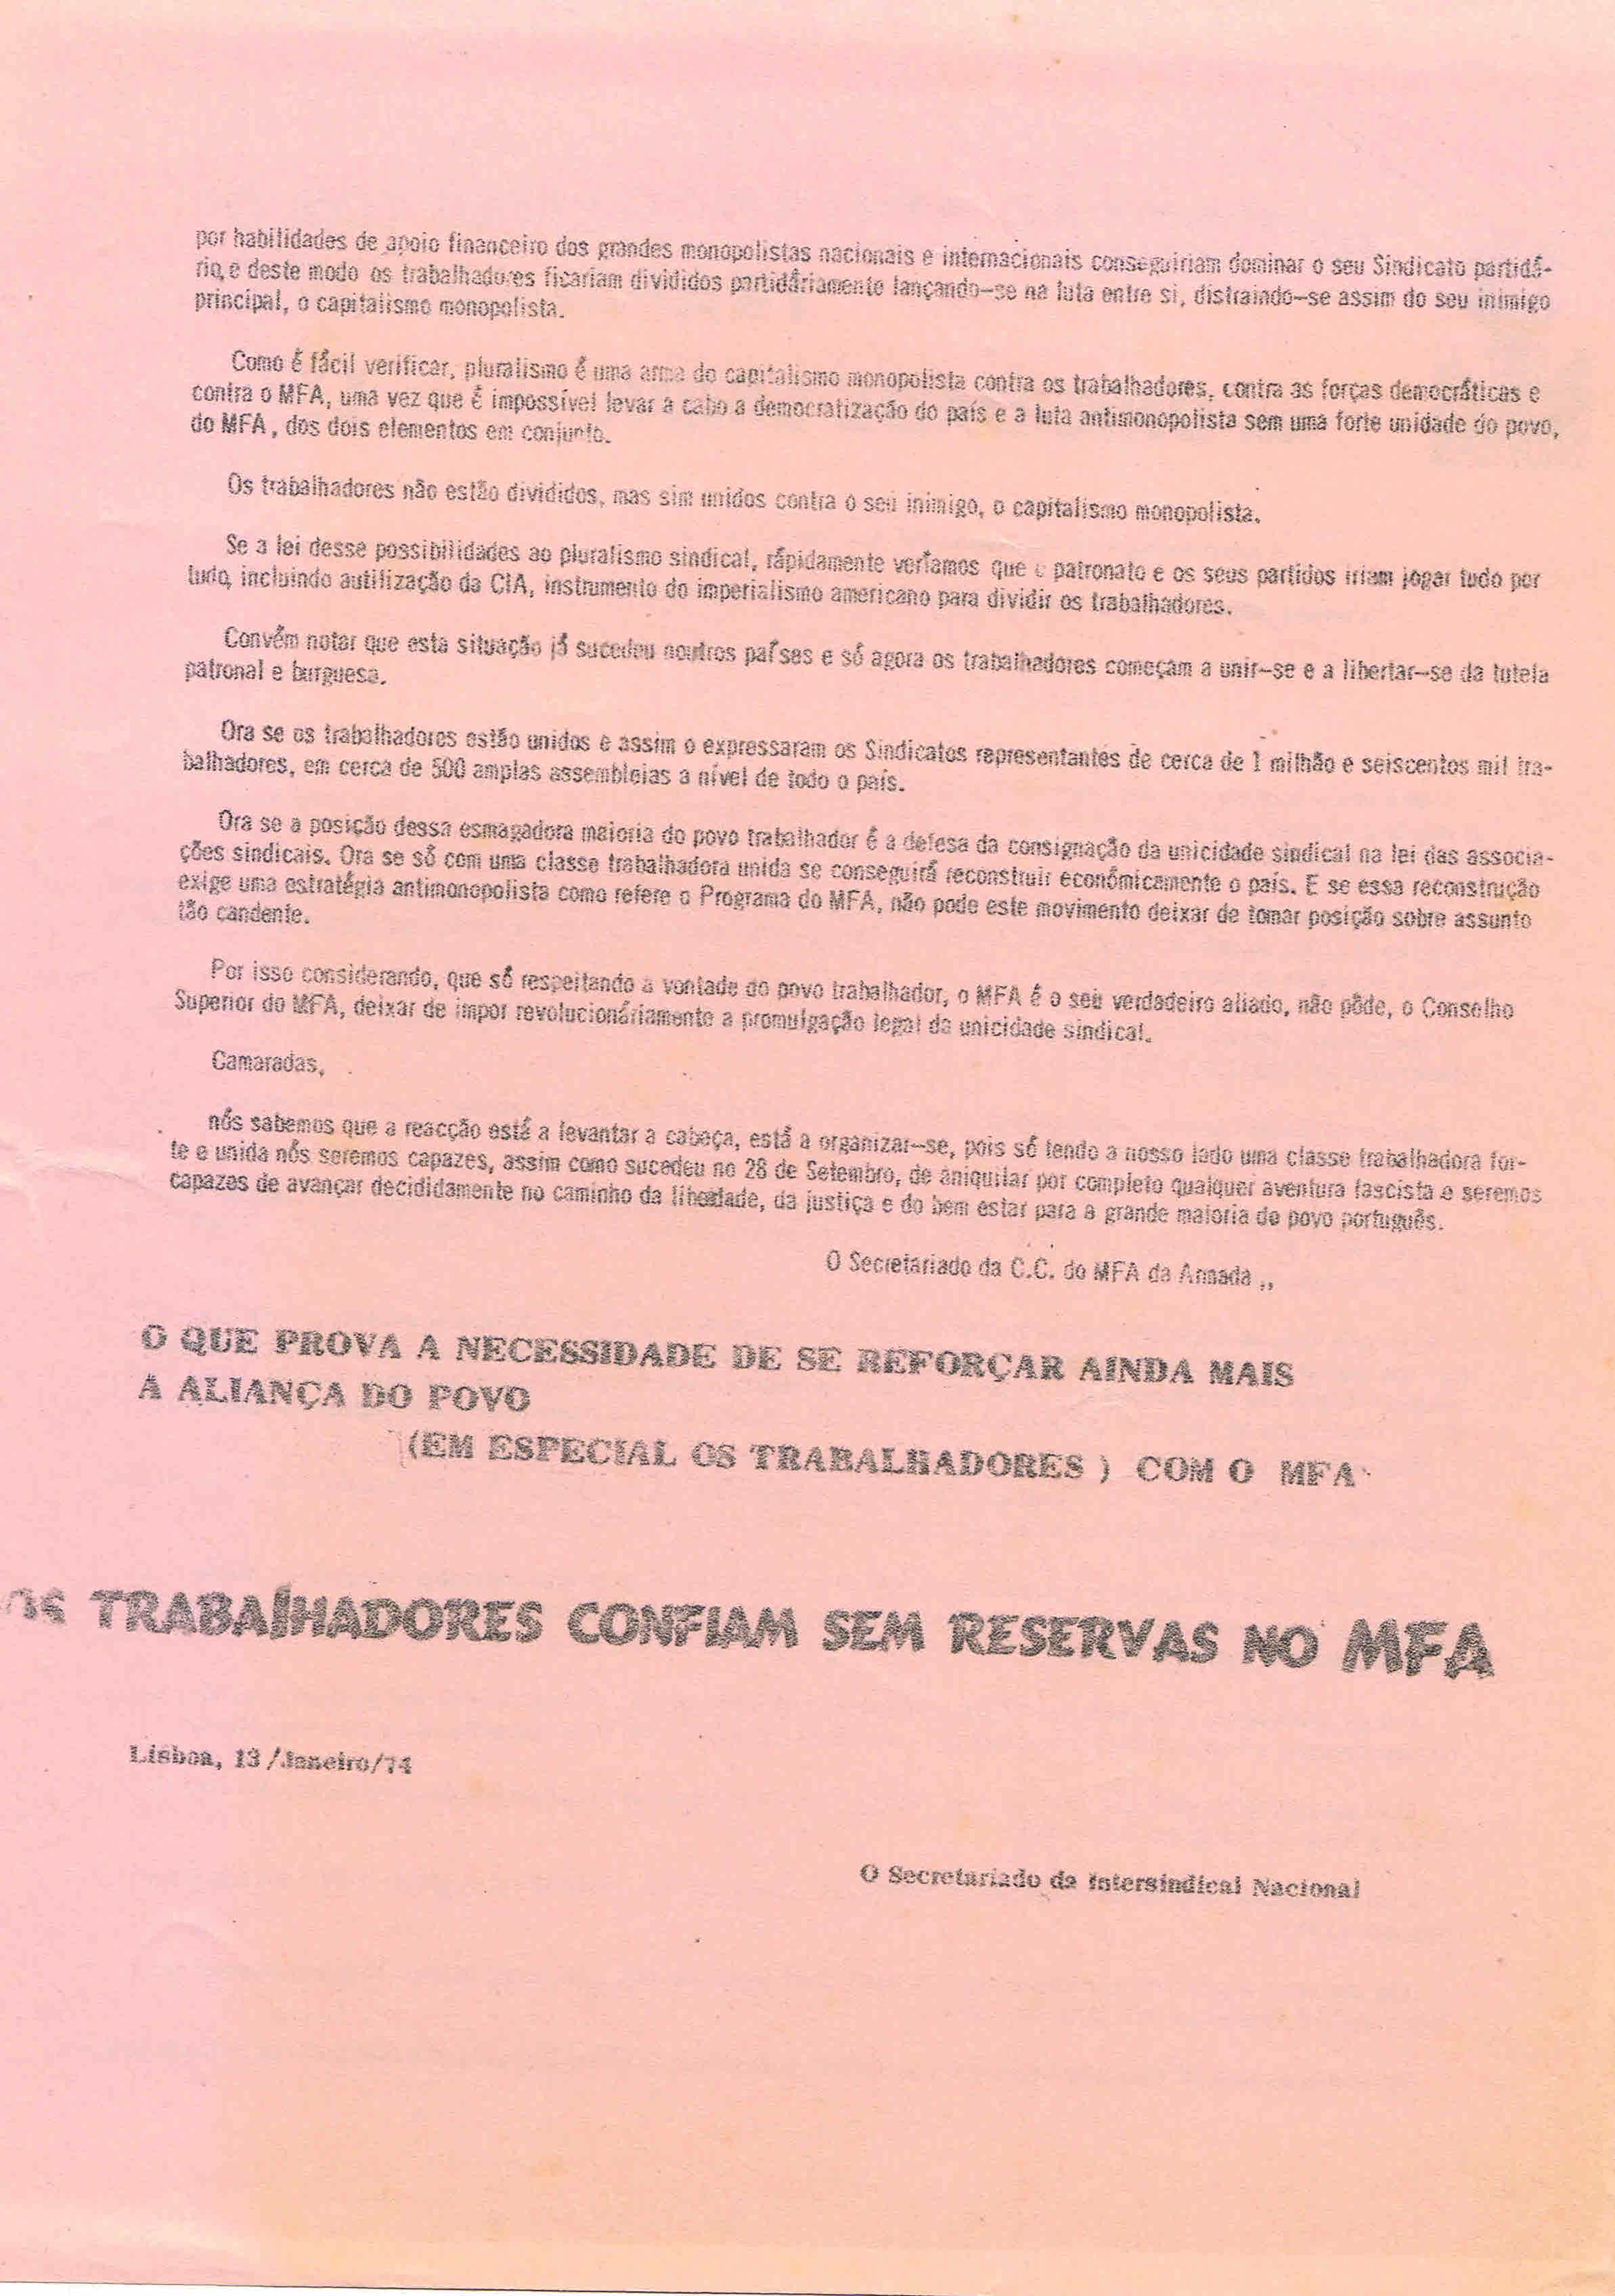 por habilidades de apoio financeiro dos grandes monopolistas nacionais e internacionais conseguiriam dominar o seu Sindicato partidá-
rio, e deste modo os trabalhadores ficariam divididos partidáriamente lançando-se na luta entre si, distraindo-se assim do seu inimigo
principal, o capitalismo monopolista.
Como é fácil verificar, pluralismo é uma arma do capitalismo monopolista contra os trabalhadores, contra as forças democráticas e
contra o MFA, uma vez que é impossível levar a cabo a democratização do país e a luta antimonopolista sem uma forte unidade do povo,
do MFA, dos dois elementos em conjunto.
Os trabalhadores não estão divididos, mas sim unidos contra o seu inimigo, o capitalismo monopolista.
Se a lei desse possibilidades ao pluralismo sindical, rápidamente veríamos que o patronato e os seus partidos iriam jogar tudo por
tudo, incluindo autilização da CIA, instrumento do imperialismo americano para dividir os trabalhadores.
Convém notar que esta situação já sucedeu noutros países e só agora os trabalhadores começam a unir-se e a libertar-se da tutela
patronal e burguesa.
Ora se os trabalhadores estão unidos e assim o expressaram os Sindicatos representantes de cerca de 1 milhão e seiscentos mil tra-
balhadores, em cerca de 500 amplas assembleias a nível de todo o país.
Ora se a posição dessa esmagadora maioria do povo trabalhador é a defesa da consignação da unicidade sindical na lei das associa-
ções sindicais. Ora se só com uma classe trabalhadora unida se conseguirá reconstruir económicamente o país. E se essa reconstrução
exige uma estratégia antimonopolista como refere o Programa do MFA, não pode este movimento deixar de tomar posição sobre assunto
tão candente.
Por isso considerando, que só respeitando a vontade do povo trabalhador, o MFA é o seu verdadeiro aliado, não pôde, o Conselho
Superior do MFA, deixar de impor revolucionáriamente a promulgação legal da unicidade sindical.
Camaradas,
nós sabemos que a reacção está a levantar a cabeça, está a organizar-se, pois só tendo a nosso lado uma classe trabalhadora for-
te e unida nós seremos capazes, assim como sucedeu no 28 de Setembro, de aniquilar por completo qualquer aventura fascista e seremos
capazes de avançar decididamente no caminho da liberdade, da justiça e do bem estar para a grande maioria do povo português.
O Secretariado da C.C. do MFA da Armada ,,
O QUE PROVA A NECESSIDADE DE SE REFORÇAR AINDA MAIS
A ALIANÇA DO POVO
(EM ESPECIAL OS TRABALHADORES ) COM O MFA
OS TRABALHADORES CONFIAM SEM RESERVAS NO MFA
Lisboa, 13 /Janeiro/74
O Secretariado da Intersindical Nacional